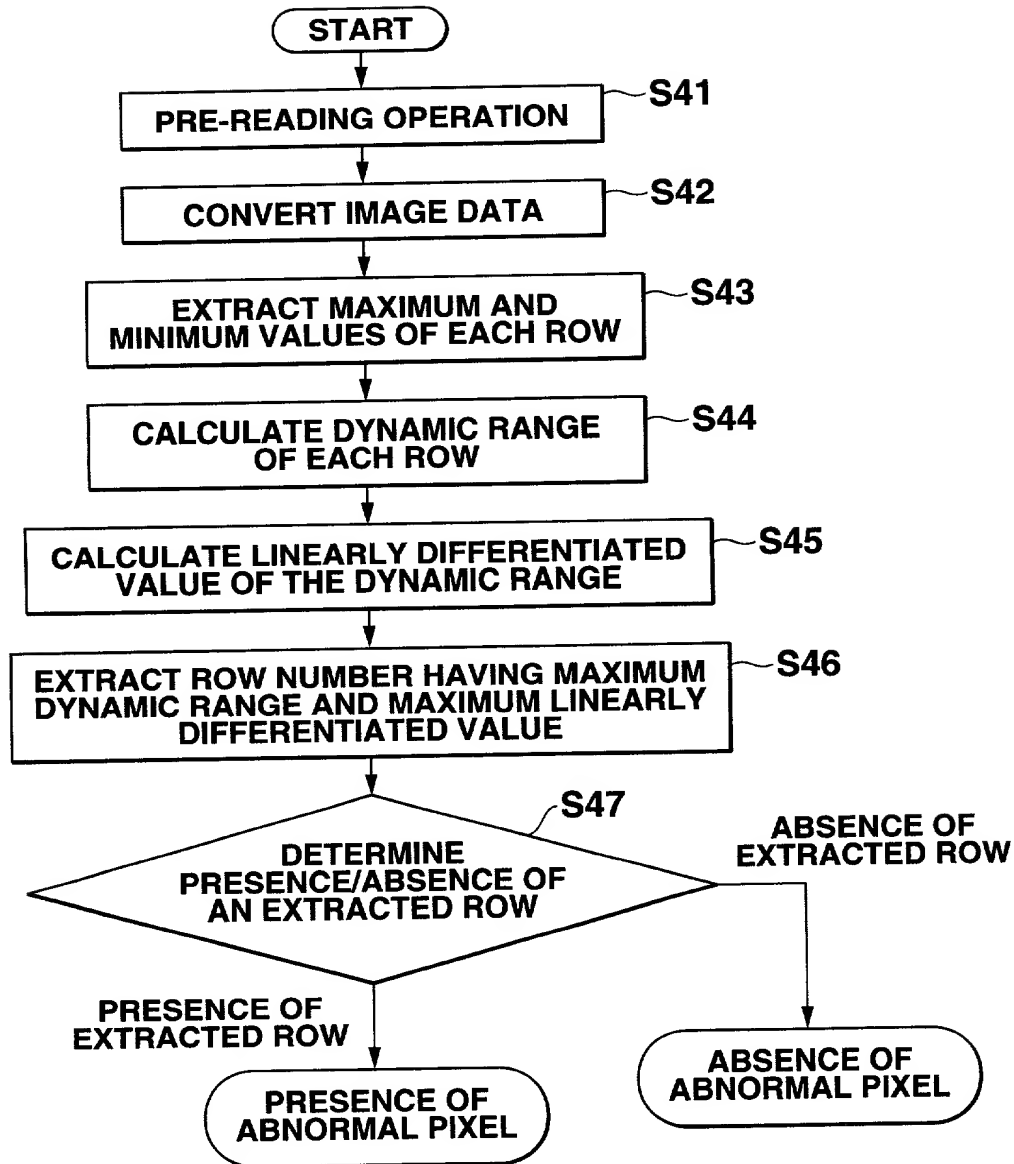 START
PRE-READING OPERATION
S41
CONVERT IMAGE DATA
S42
EXTRACT MAXIMUM AND
MINIMUM VALUES OF EACH ROW
S43
CALCULATE DYNAMIC RANGE
OF EACH ROW
S44
CALCULATE LINEARLY DIFFERENTIATED
VALUE OF THE DYNAMIC RANGE
S45
EXTRACT ROW NUMBER HAVING MAXIMUM
DYNAMIC RANGE AND MAXIMUM LINEARLY
DIFFERENTIATED VALUE
S46
S47
DETERMINE
PRESENCE/ABSENCE OF
AN EXTRACTED ROW
ABSENCE OF
EXTRACTED ROW
PRESENCE OF
EXTRACTED ROW
PRESENCE OF
ABNORMAL PIXEL
ABSENCE OF
ABNORMAL PIXEL